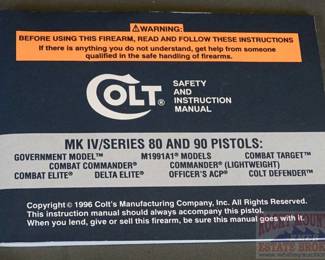 ⚠WARNING:
BEFORE USING THIS FIREARM, READ AND FOLLOW THESE INSTRUCTIONS
If there is anything you do not understand, get help from someone
qualified in the safe handling of firearms.
COLT®
SAFETY
AND
INSTRUCTION
MANUAL
MK IV/SERIES 80 AND 90 PISTOLS:
GOVERNMENT MODEL™ M1991A1® MODELS COMBAT TARGET™
COMBAT COMMANDER® COMMANDER® (LIGHTWEIGHT)
COMBAT ELITE® DELTA ELITE® OFFICER'S ACP® COLT DEFENDER™
Copyright © 1996 Colt's Manufacturing Company, Inc. All Rights Reserved.
This instruction manual should always accompany this pistol.
When you lend, give or sell this firearm, be sure this manual goes with it.
ESTATE BROKERS